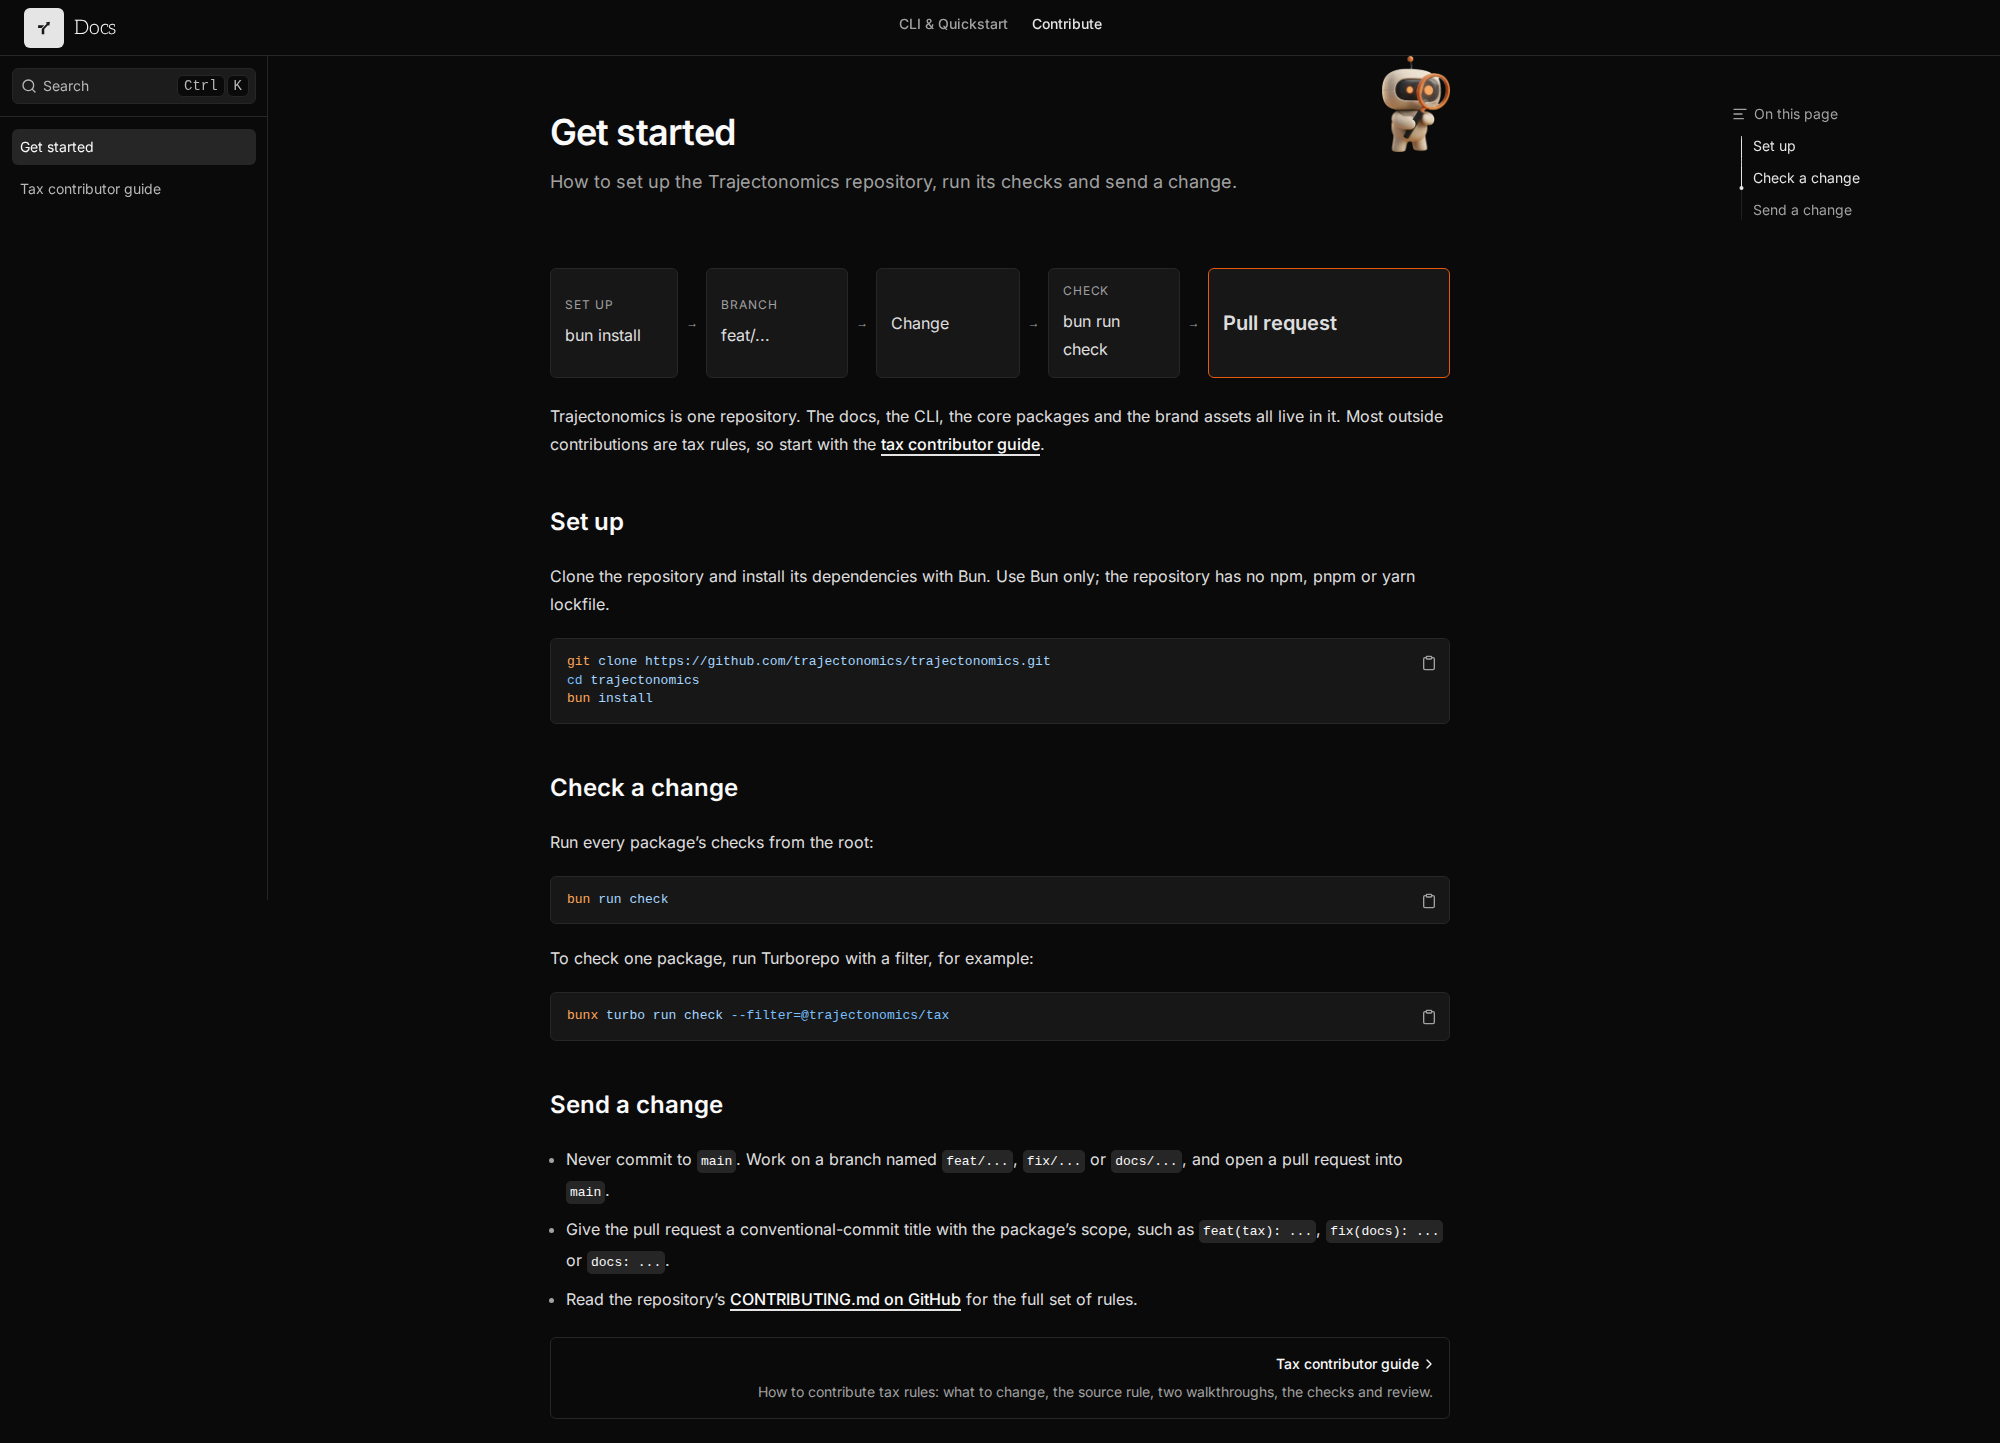 Docs
CLI & Quickstart
Contribute
Search
Ctrl K
Get started
Tax contributor guide
Get started
How to set up the Trajectonomics repository, run its checks and send a change.
On this page
Set up
Check a change
Send a change
SET UP
bun install
→
BRANCH
feat/...
→
Change
→
CHECK
bun run
check
→
Pull request
Trajectonomics is one repository. The docs, the CLI, the core packages and the brand assets all live in it. Most outside
contributions are tax rules, so start with the tax contributor guide.
Set up
Clone the repository and install its dependencies with Bun. Use Bun only; the repository has no npm, pnpm or yarn
lockfile.
git clone https://github.com/trajectonomics/trajectonomics.git
cd trajectonomics
bun install
Check a change
Run every package’s checks from the root:
bun run check
To check one package, run Turborepo with a filter, for example:
bunx turbo run check --filter=@trajectonomics/tax
Send a change
• Never commit to main. Work on a branch named feat/..., fix/... or docs/..., and open a pull request into
main.
• Give the pull request a conventional-commit title with the package’s scope, such as feat(tax): ..., fix(docs): ...
or docs: ....
• Read the repository’s CONTRIBUTING.md on GitHub for the full set of rules.
Tax contributor guide
How to contribute tax rules: what to change, the source rule, two walkthroughs, the checks and review.